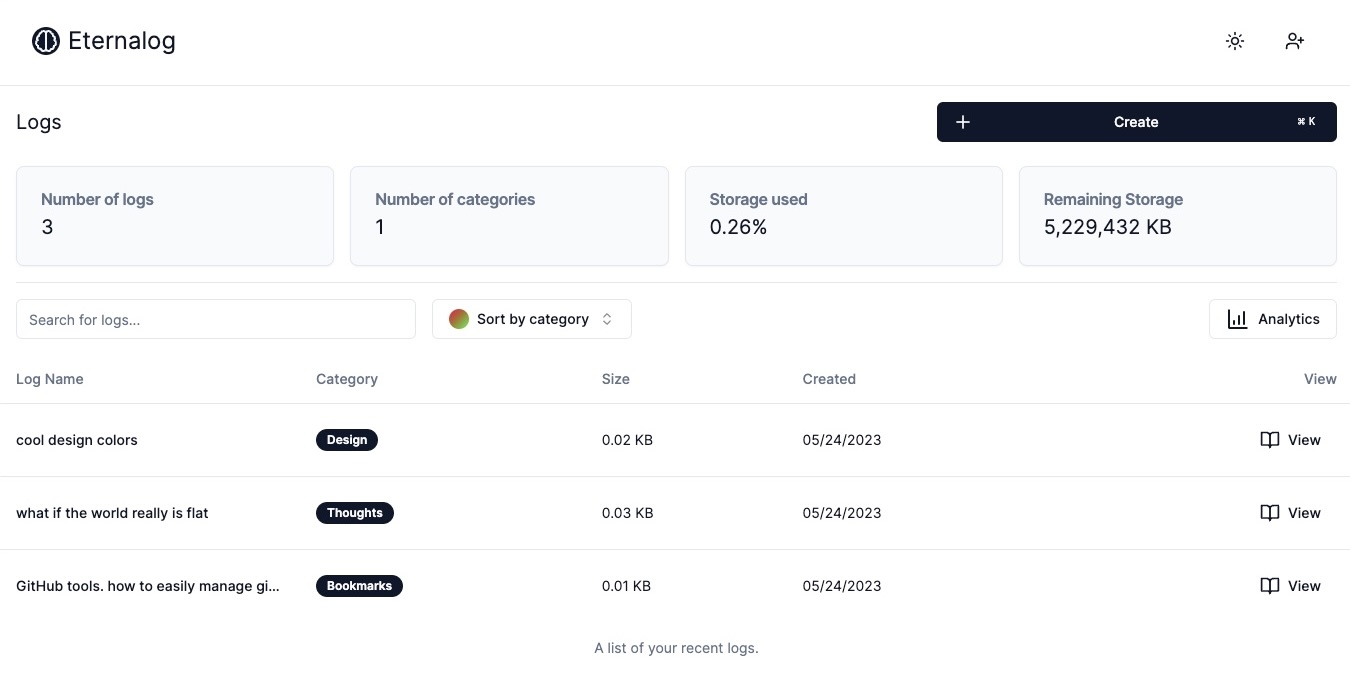 Eternalog
Logs
Create ⌘ K
Number of logs
3
Number of categories
1
Storage used
0.26%
Remaining Storage
5,229,432 KB
Search for logs...
Sort by category
Analytics
Log Name Category Size Created View
cool design colors Design 0.02 KB 05/24/2023 View
what if the world really is flat Thoughts 0.03 KB 05/24/2023 View
GitHub tools. how to easily manage gi... Bookmarks 0.01 KB 05/24/2023 View
A list of your recent logs.